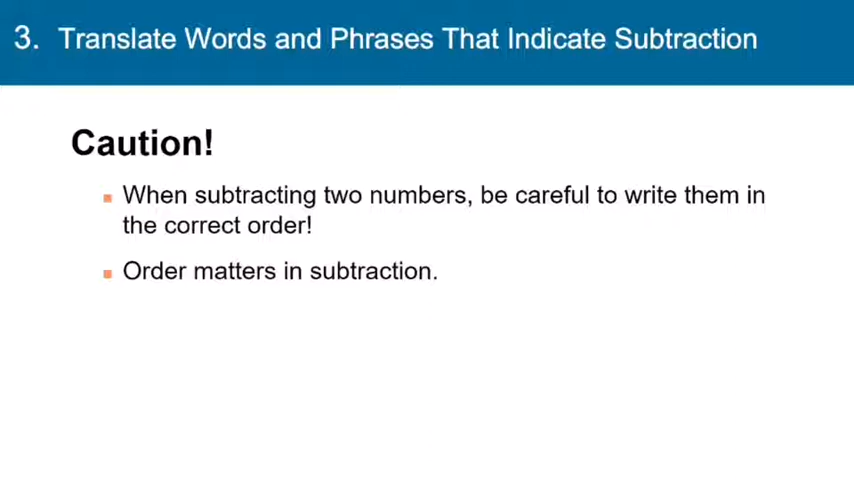 3. Translate Words and Phrases That Indicate Subtraction
Caution!
When subtracting two numbers, be careful to write them in
the correct order!
Order matters in subtraction.